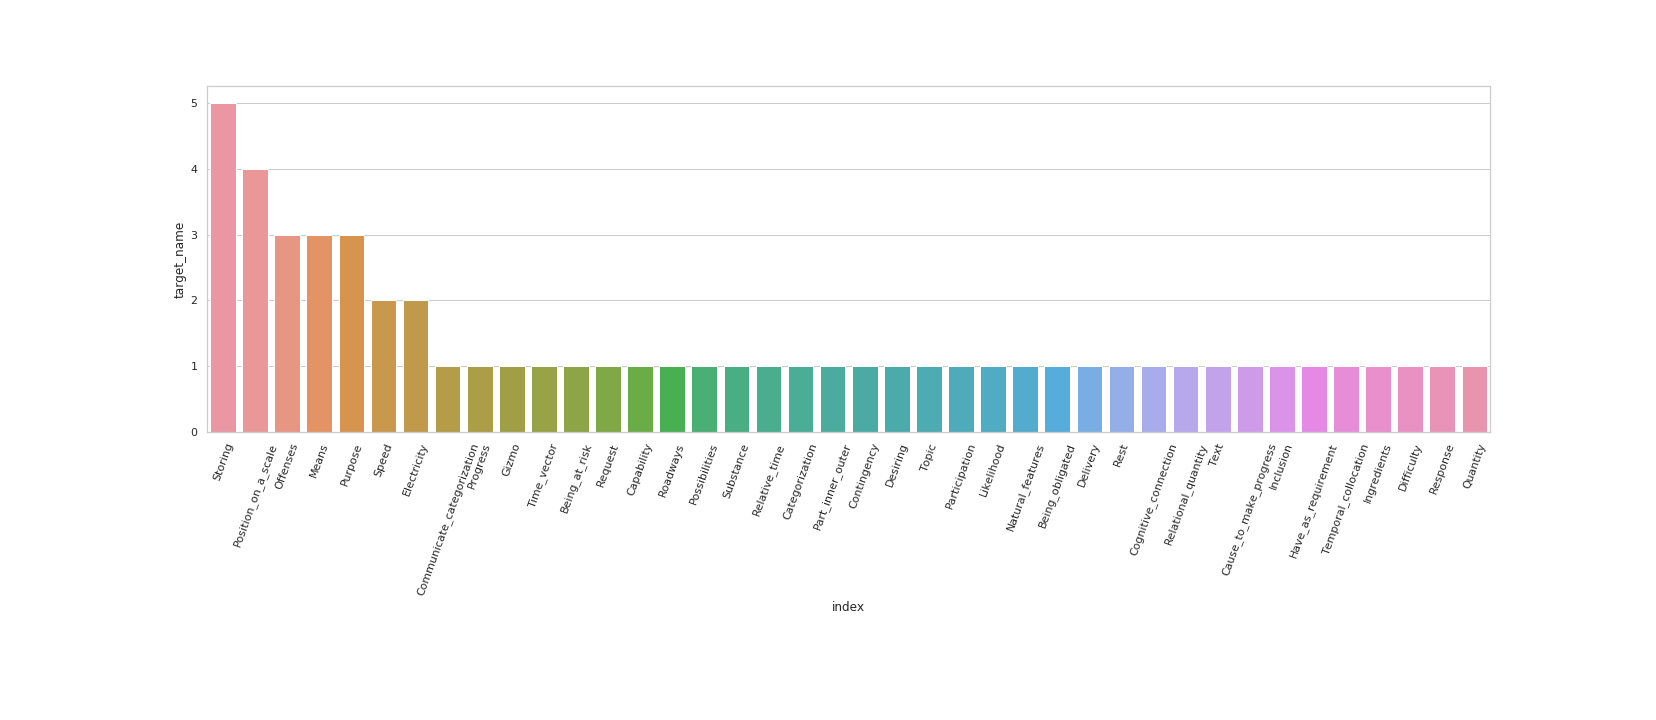 5
4
3
2
1
0
target_name
Storing
Position_on_a_scale
Offenses
Means
Purpose
Speed
Electricity
Communicate_categorization
Progress
Gizmo
Time_vector
Being_at_risk
Request
Capability
Roadways
Possibilities
Substance
Relative_time
Categorization
Part_inner_outer
Contingency
Desiring
Topic
Participation
Likelihood
Natural_features
Being_obligated
Delivery
Rest
Cognitive_connection
Relational_quantity
Text
Cause_to_make_progress
Inclusion
Have_as_requirement
Temporal_collocation
Ingredients
Difficulty
Response
Quantity
index